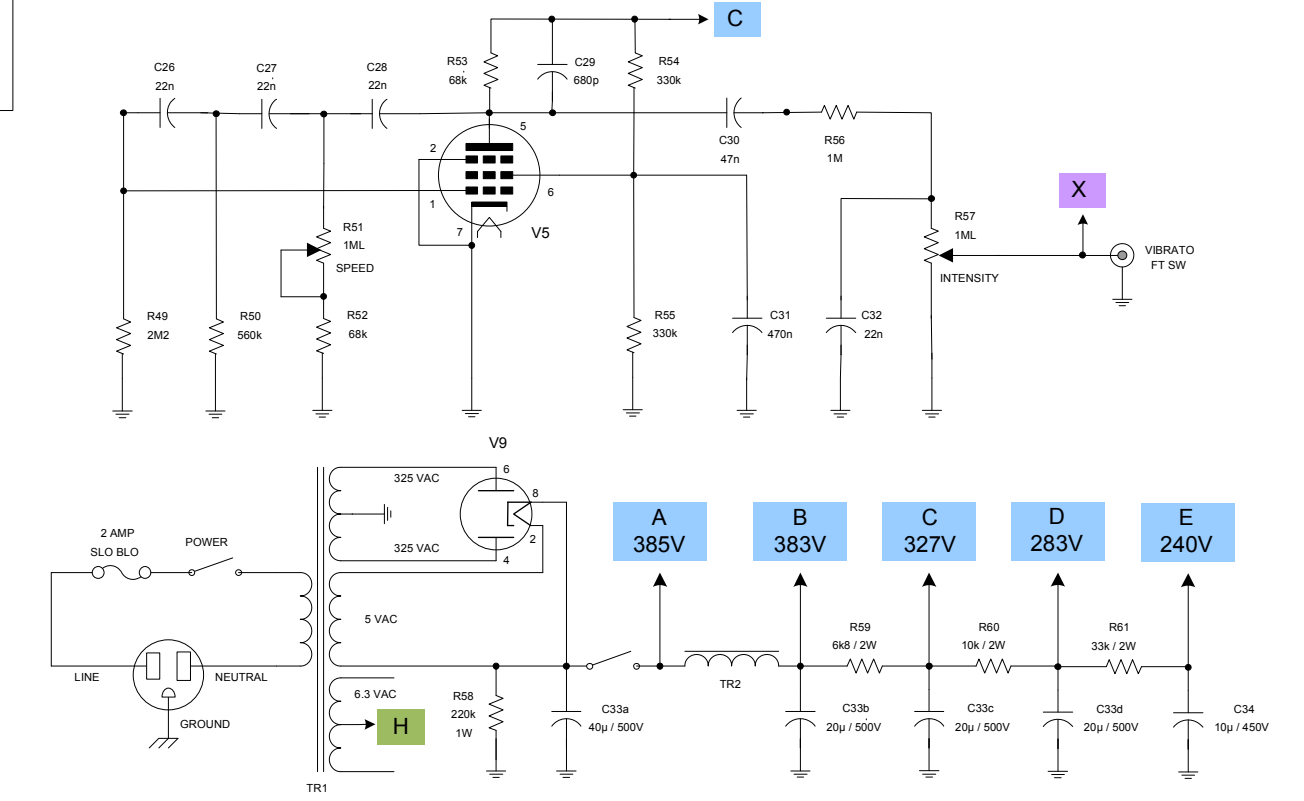 C
C26
22n
C27
22n
C28
22n
R53
68k
C29
680p
R54
330k
5
2
6
1
7
V5
C30
47n
R56
1M
X
R51
1ML
SPEED
R57
1ML
INTENSITY
VIBRATO
FT SW
R49
2M2
R50
560k
R52
68k
R55
330k
C31
470n
C32
22n
V9
325 VAC
6
8
2 AMP
SLO BLO
POWER
325 VAC
2
4
A
385V
B
383V
C
327V
D
283V
E
240V
5 VAC
R59
6k8 / 2W
R60
10k / 2W
R61
33k / 2W
LINE
NEUTRAL
TR2
6.3 VAC
H
GROUND
R58
220k
1W
C33a
40µ / 500V
C33b
20µ / 500V
C33c
20µ / 500V
C33d
20µ / 500V
C34
10µ / 450V
TR1